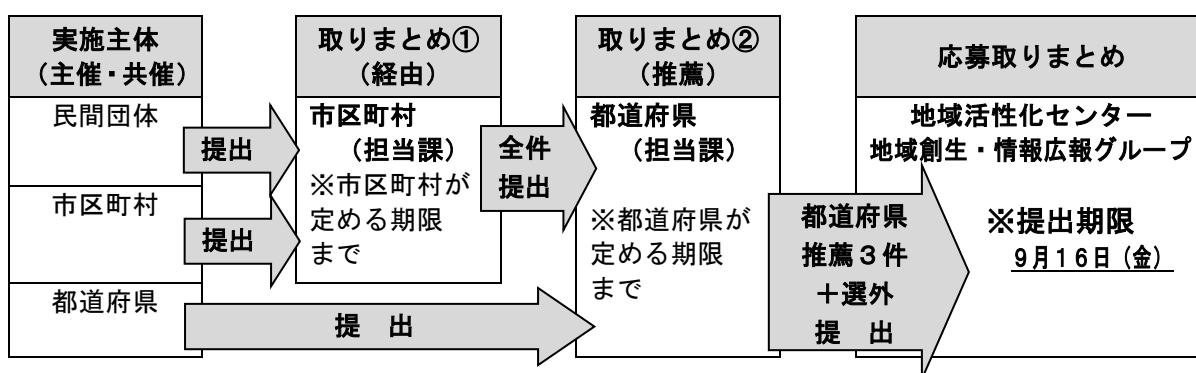 実施主体
（主催・共催）
民間団体
市区町村
都道府県
提出
提出
提　出
取りまとめ①
（経由）
市区町村
（担当課）
※市区町村が
定める期限
まで
全件
提出
取りまとめ②
（推薦）
都道府県
（担当課）
※都道府県が
定める期限
まで
都道府県
推薦３件
＋選外
提　出
応募取りまとめ
地域活性化センター
地域創生・情報広報グループ
※提出期限
９月１６日（金）